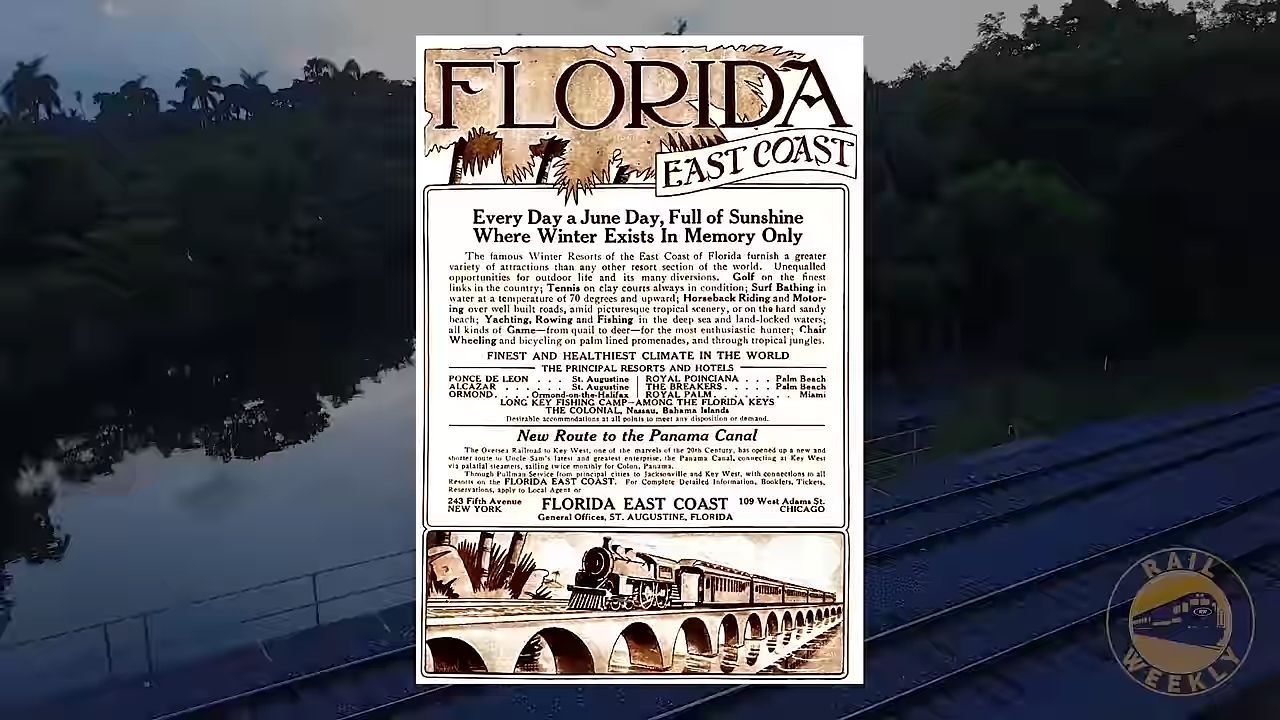 FLORIDA
EAST COAST
Every Day a June Day, Full of Sunshine
Where Winter Exists In Memory Only
The famous Winter Resorts of the East Coast of Florida furnish a greater
variety of attractions than any other resort section of the world. Unequalled
opportunities for outdoor life and its many diversions. Golf on the finest
links in the country; Tennis on clay courts always in condition; Surf Bathing in
water at a temperature of 70 degrees and upward; Horseback Riding and Motor-
ing over well built roads, amid picturesque tropical scenery, or on the hard sandy
beach; Yachting, Rowing and Fishing in the deep sea and land-locked waters;
all kinds of Game—from quail to deer—for the most enthusiastic hunter; Chair
Wheeling and bicycling on palm lined promenades, and through tropical jungles.
FINEST AND HEALTHIEST CLIMATE IN THE WORLD
THE PRINCIPAL RESORTS AND HOTELS
PONCE DE LEON . . . St. Augustine | ROYAL POINCIANA . . . Palm Beach
ALCAZAR . . . . . . St. Augustine | THE BREAKERS . . . . . Palm Beach
ORMOND. . . . Ormond-on-the-Halifax | ROYAL PALM. . . . . . . . . Miami
LONG KEY FISHING CAMP—AMONG THE FLORIDA KEYS
THE COLONIAL, Nassau, Bahama Islands
Desirable accommodations at all points to meet any disposition or demand.
New Route to the Panama Canal
The Oversea Railroad to Key West, one of the marvels of the 20th Century, has opened up a new and
shorter route to Uncle Sam's latest and greatest enterprise, the Panama Canal, connecting at Key West
via palatial steamers, sailing twice monthly for Colon, Panama.
Through Pullman Service from principal cities to Jacksonville and Key West, with connections to all
Resorts on the FLORIDA EAST COAST. For Complete Detailed Information, Booklets, Tickets,
Reservations, apply to Local Agent or
243 Fifth Avenue
NEW YORK
FLORIDA EAST COAST
General Offices, ST. AUGUSTINE, FLORIDA
109 West Adams St.
CHICAGO
RAIL
WEEKLY